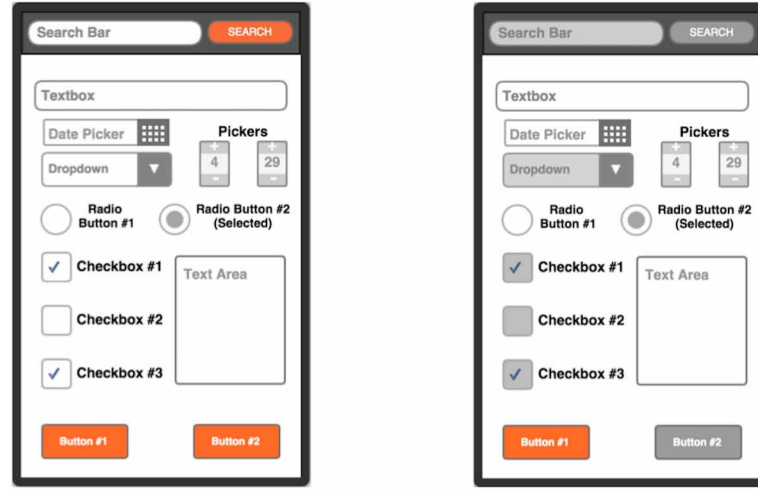 Search Bar SEARCH
Textbox
Date Picker
Pickers
Dropdown
+ +
4 29
- -
Radio
Button #1
Radio Button #2
(Selected)
Checkbox #1
Text Area
Checkbox #2
Checkbox #3
Button #1 Button #2
Search Bar SEARCH
Textbox
Date Picker
Pickers
Dropdown
+ +
4 29
- -
Radio
Button #1
Radio Button #2
(Selected)
Checkbox #1
Text Area
Checkbox #2
Checkbox #3
Button #1 Button #2